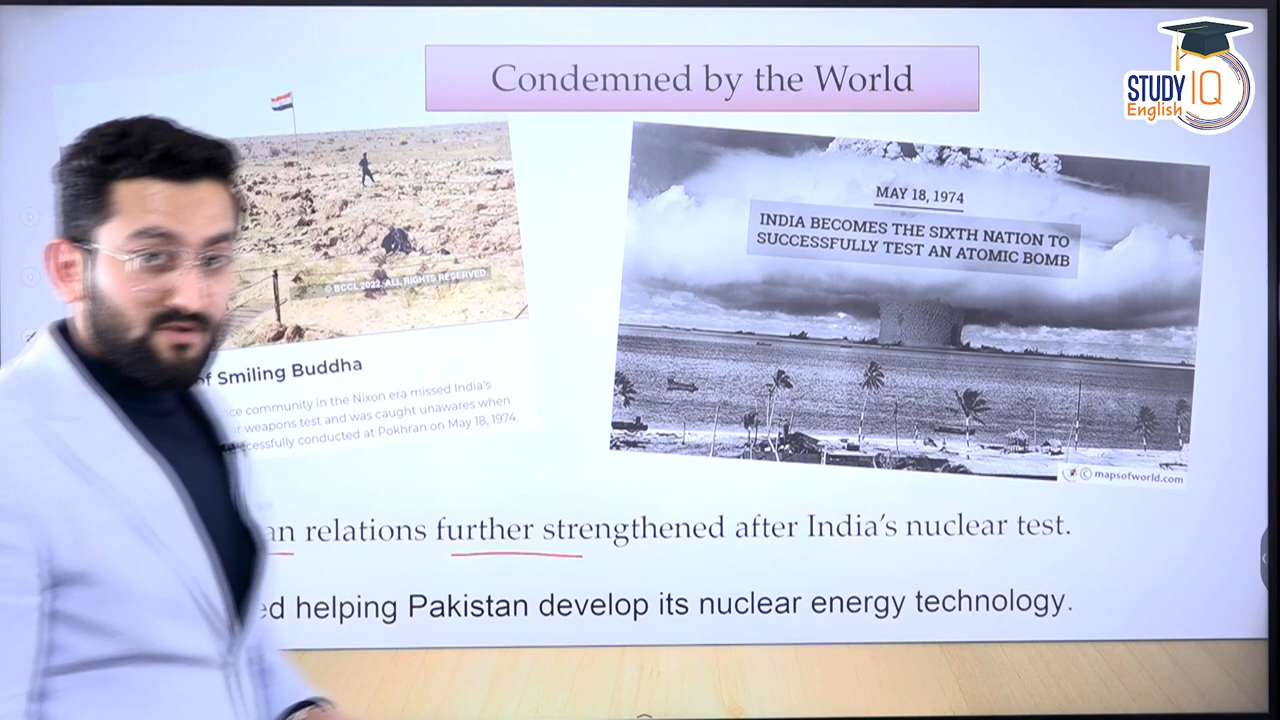 Condemned by the World
STUDY IQ
English
MAY 18, 1974
INDIA BECOMES THE SIXTH NATION TO
SUCCESSFULLY TEST AN ATOMIC BOMB
© BCCL 2022. ALL RIGHTS RESERVED.
of Smiling Buddha
ce community in the Nixon era missed India's
weapons test and was caught unawares when
cessfully conducted at Pokhran on May 18, 1974.
© mapsofworld.com
an relations further strengthened after India's nuclear test.
ed helping Pakistan develop its nuclear energy technology.